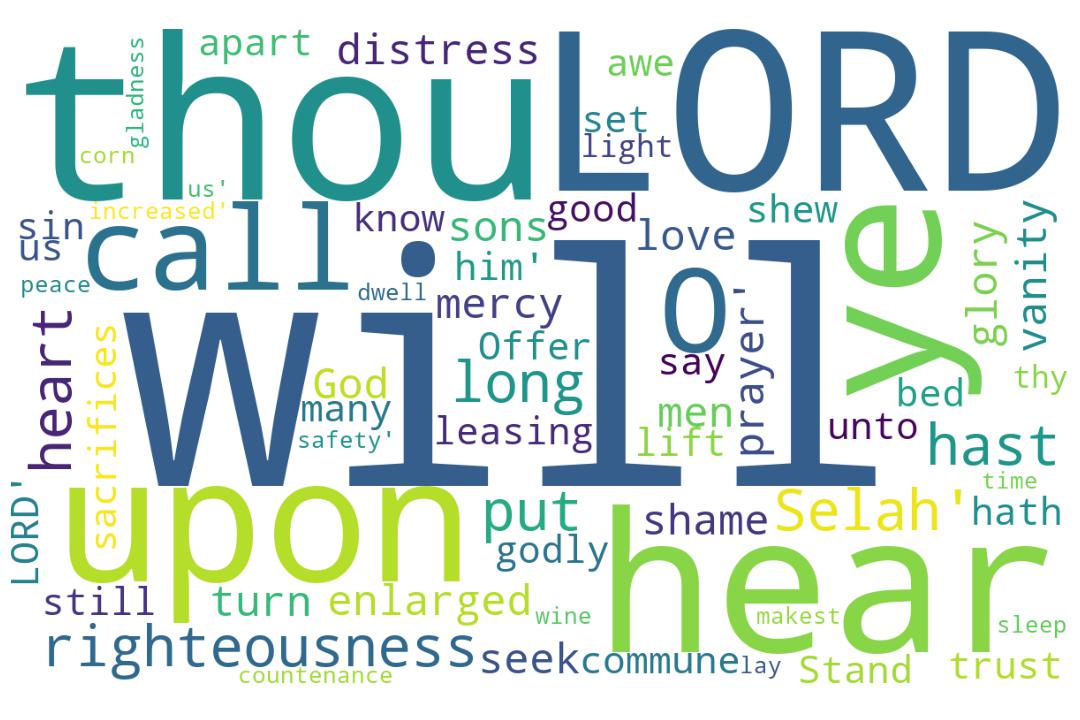 thou
LORD
apart
distress
gladness
corn
awe
set
light
us'
increased'
sin
us
peace
call
know
sons
good
shew
love
him'
dwell
mercy
will
O
ye
glory
vanity
thy
heart
sacrifices
God
many
safety'
Offer
long
leasing
say
men
lift
prayer'
unto
bed
hast
time
LORD'
upon
put
shame
Selah'
hath
godly
hear
still
turn
enlarged
wine
makest
sleep
righteousness
seek
commune
lay
Stand
trust
countenance